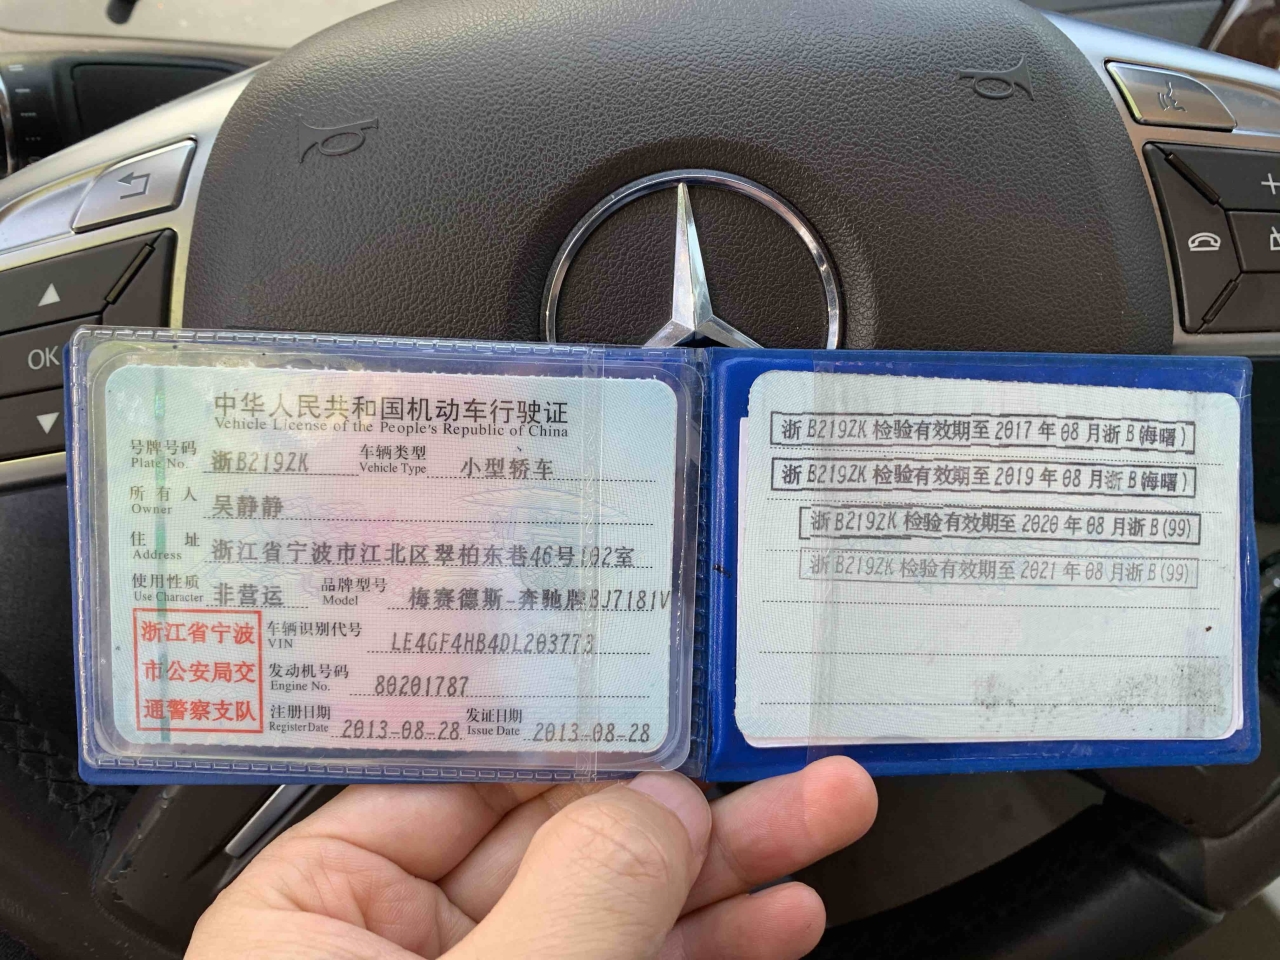 中华人民共和国机动车行驶证
Vehicle License of the People's Republic of China
号牌号码 浙B219ZK 车辆类型 小型轿车
Plate No. Vehicle Type
所有人 吴静静
Owner
住址 浙江省宁波市江北区翠柏东巷46号102室
Address
使用性质 非营运 品牌型号 梅赛德斯-奔驰牌BJ7181V
Use Character Model
浙江省宁波
市公安局交
通警察支队
车辆识别代号 LE4GF4HB4DL203773
VIN
发动机号码 80201787
Engine No.
注册日期 2013-08-28 发证日期 2013-08-28
Register Date Issue Date
浙B219ZK检验有效期至2017年08月浙B(海曙)
浙B219ZK检验有效期至2019年08月浙B(海曙)
浙B219ZK检验有效期至2020年08月浙B(99)
浙B219ZK检验有效期至2021年08月浙B(99)
OK